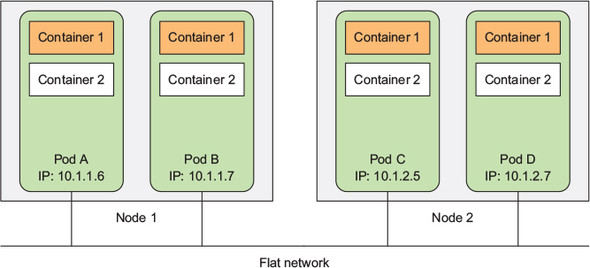 Container 1
Container 2
Pod A
IP: 10.1.1.6
Container 1
Container 2
Pod B
IP: 10.1.1.7
Node 1
Container 1
Container 2
Pod C
IP: 10.1.2.5
Container 1
Container 2
Pod D
IP: 10.1.2.7
Node 2
Flat network